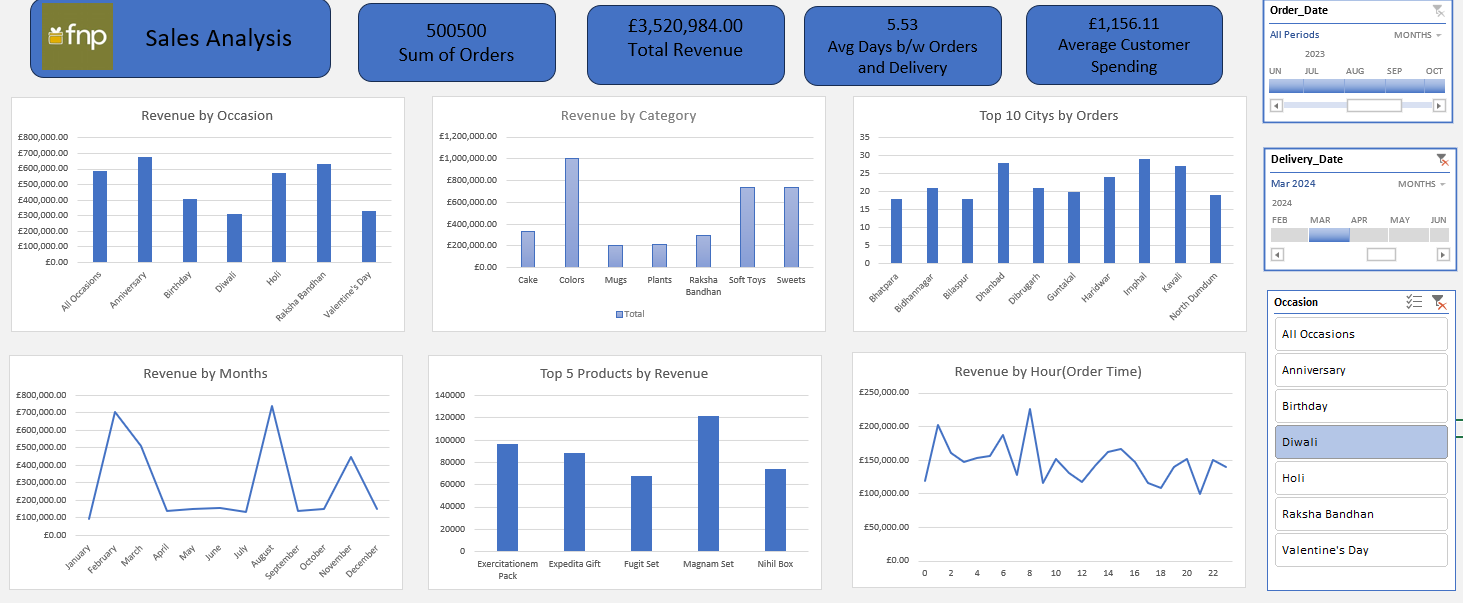 fnp
Sales Analysis
500500
Sum of Orders
£3,520,984.00
Total Revenue
5.53
Avg Days b/w Orders
and Delivery
£1,156.11
Average Customer
Spending
Order_Date
All Periods
MONTHS
2023
UN JUL AUG SEP OCT
Revenue by Occasion
£800,000.00
£700,000.00
£600,000.00
£500,000.00
£400,000.00
£300,000.00
£200,000.00
£100,000.00
£0.00
All Occasions
Anniversary
Birthday
Diwali
Holi
Raksha Bandhan
Valentine's Day
Revenue by Category
£1,200,000.00
£1,000,000.00
£800,000.00
£600,000.00
£400,000.00
£200,000.00
£0.00
Cake
Colors
Mugs
Plants
Raksha
Bandhan
Soft Toys
Sweets
Total
Top 10 Citys by Orders
35
30
25
20
15
10
5
0
Bhatpara
Bidhannagar
Bilaspur
Dhanbad
Dibrugarh
Guntakal
Haridwar
Imphal
Kavali
North Dumdum
Delivery_Date
Mar 2024
MONTHS
2024
FEB MAR APR MAY JUN
Occasion
All Occasions
Anniversary
Birthday
Diwali
Holi
Raksha Bandhan
Valentine's Day
Revenue by Months
£800,000.00
£700,000.00
£600,000.00
£500,000.00
£400,000.00
£300,000.00
£200,000.00
£100,000.00
£0.00
January
February
March
April
May
June
July
August
September
October
November
December
Top 5 Products by Revenue
140000
120000
100000
80000
60000
40000
20000
0
Exercitationem
Pack
Expedita Gift
Fugit Set
Magnam Set
Nihil Box
Revenue by Hour(Order Time)
£250,000.00
£200,000.00
£150,000.00
£100,000.00
£50,000.00
£0.00
0 2 4 6 8 10 12 14 16 18 20 22